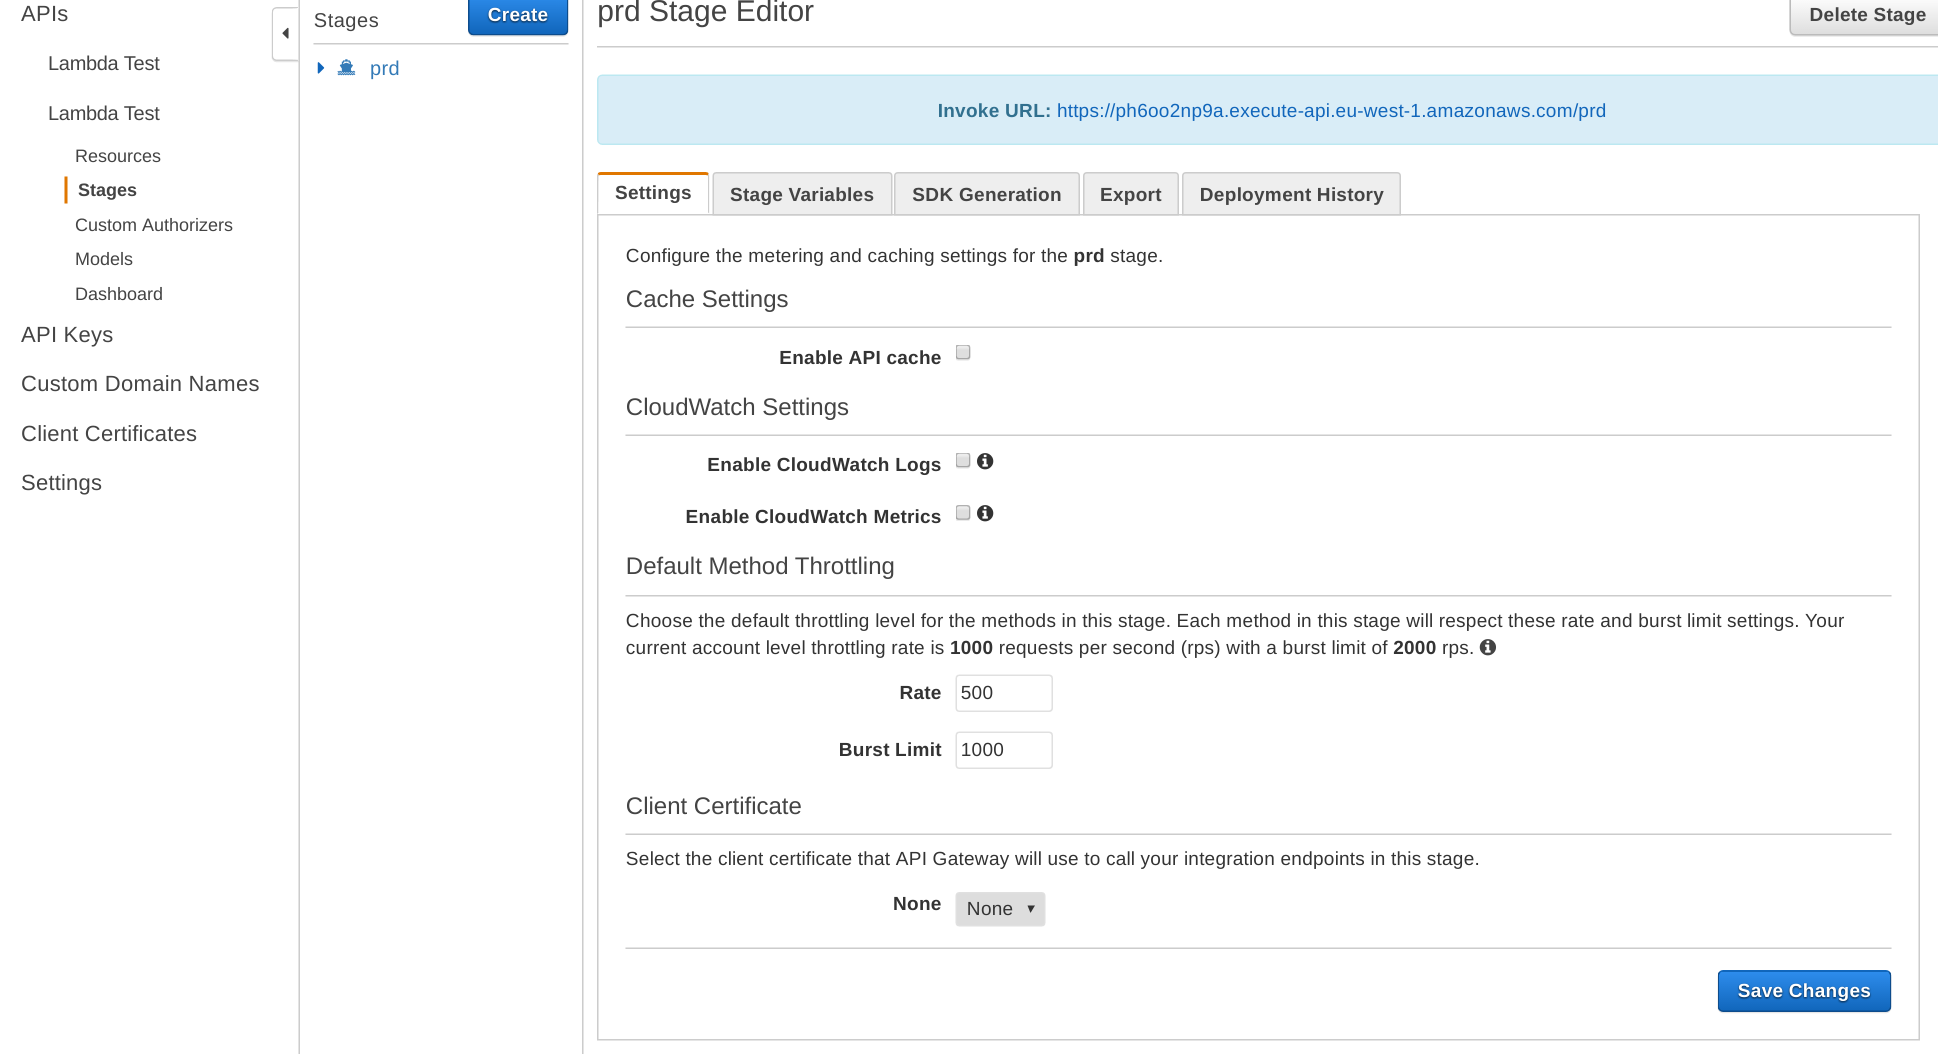 APIs
Lambda Test
Lambda Test
Resources
Stages
Custom Authorizers
Models
Dashboard
API Keys
Custom Domain Names
Client Certificates
Settings
Stages
Create
prd
prd Stage Editor
Delete Stage
Invoke URL: https://ph6oo2np9a.execute-api.eu-west-1.amazonaws.com/prd
Settings
Stage Variables
SDK Generation
Export
Deployment History
Configure the metering and caching settings for the prd stage.
Cache Settings
Enable API cache
CloudWatch Settings
Enable CloudWatch Logs
Enable CloudWatch Metrics
Default Method Throttling
Choose the default throttling level for the methods in this stage. Each method in this stage will respect these rate and burst limit settings. Your
current account level throttling rate is 1000 requests per second (rps) with a burst limit of 2000 rps.
Rate 500
Burst Limit 1000
Client Certificate
Select the client certificate that API Gateway will use to call your integration endpoints in this stage.
None None
Save Changes